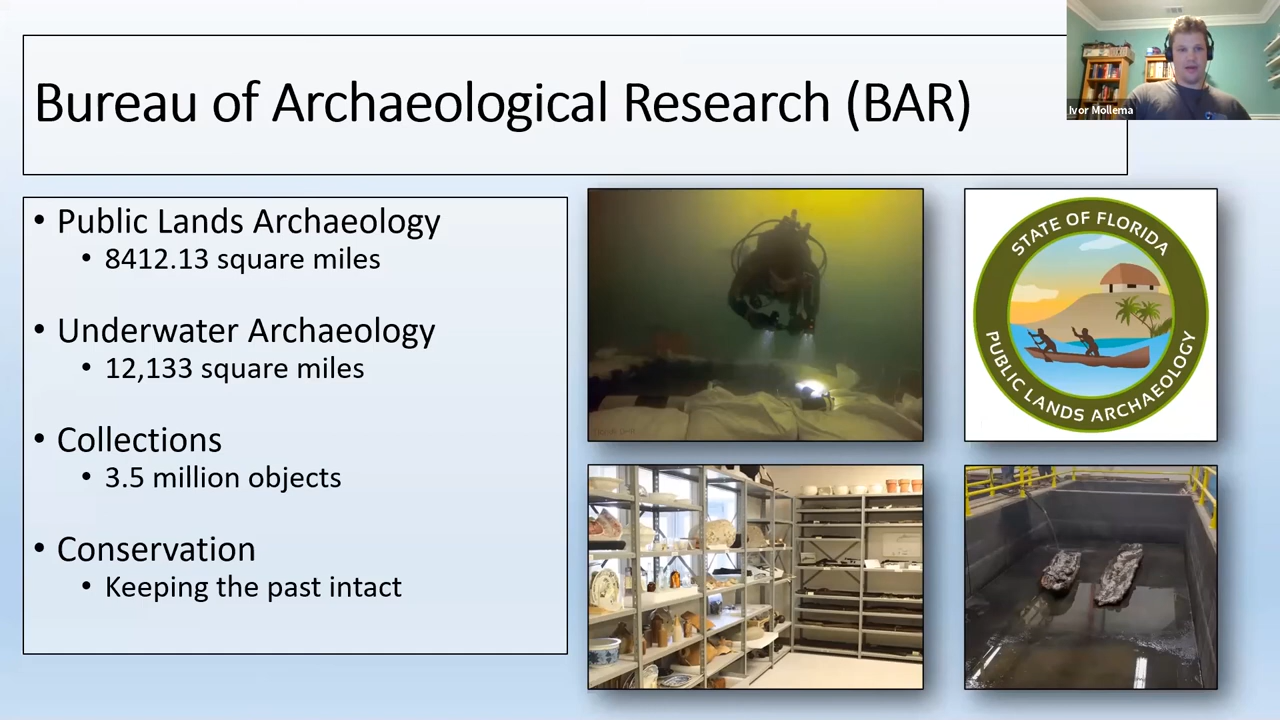 Bureau of Archaeological Research (BAR)
Ivor Mollema
• Public Lands Archaeology
• 8412.13 square miles
• Underwater Archaeology
• 12,133 square miles
• Collections
• 3.5 million objects
• Conservation
• Keeping the past intact
STATE OF FLORIDA
PUBLIC LANDS ARCHAEOLOGY